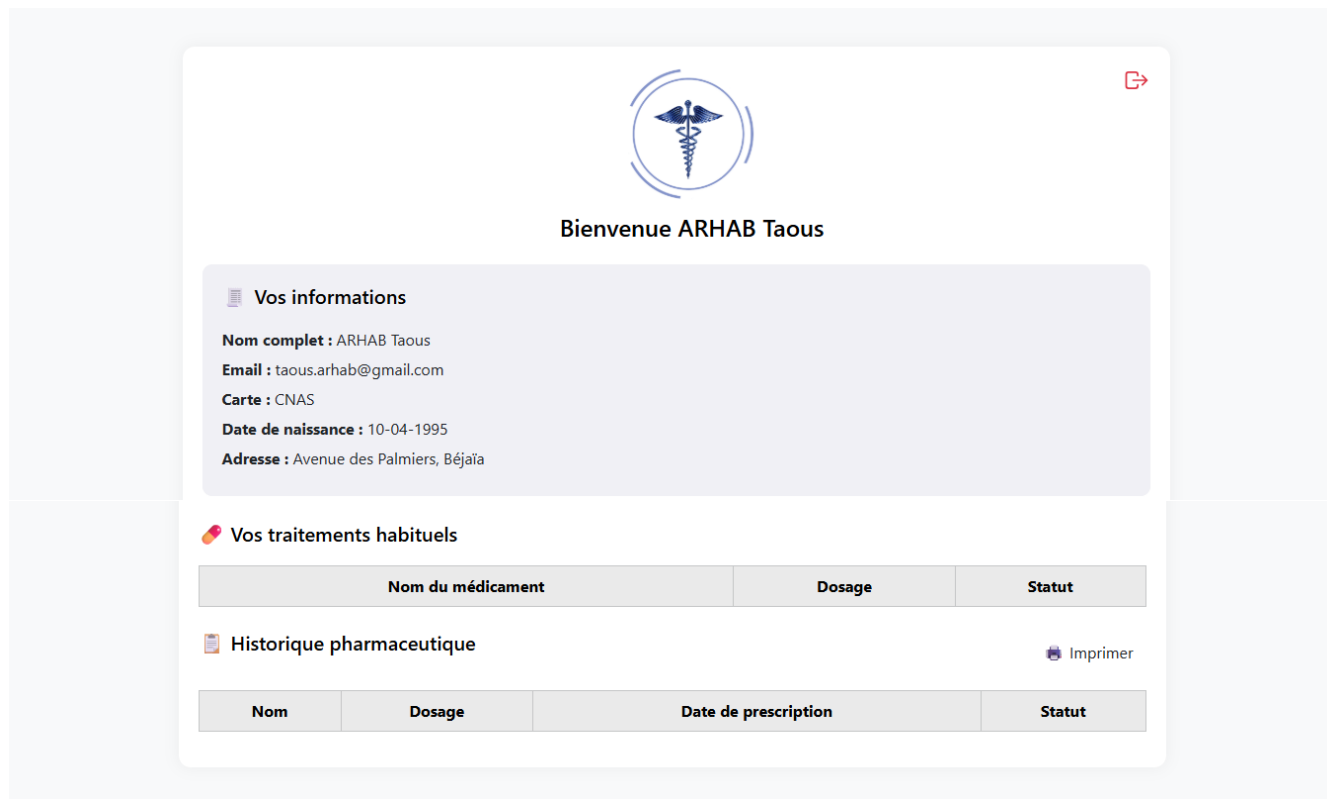 Bienvenue ARHAB Taous
Vos informations
Nom complet : ARHAB Taous
Email : taous.arhab@gmail.com
Carte : CNAS
Date de naissance : 10-04-1995
Adresse : Avenue des Palmiers, Béjaïa
Vos traitements habituels
Nom du médicament Dosage Statut
Historique pharmaceutique
Imprimer
Nom Dosage Date de prescription Statut